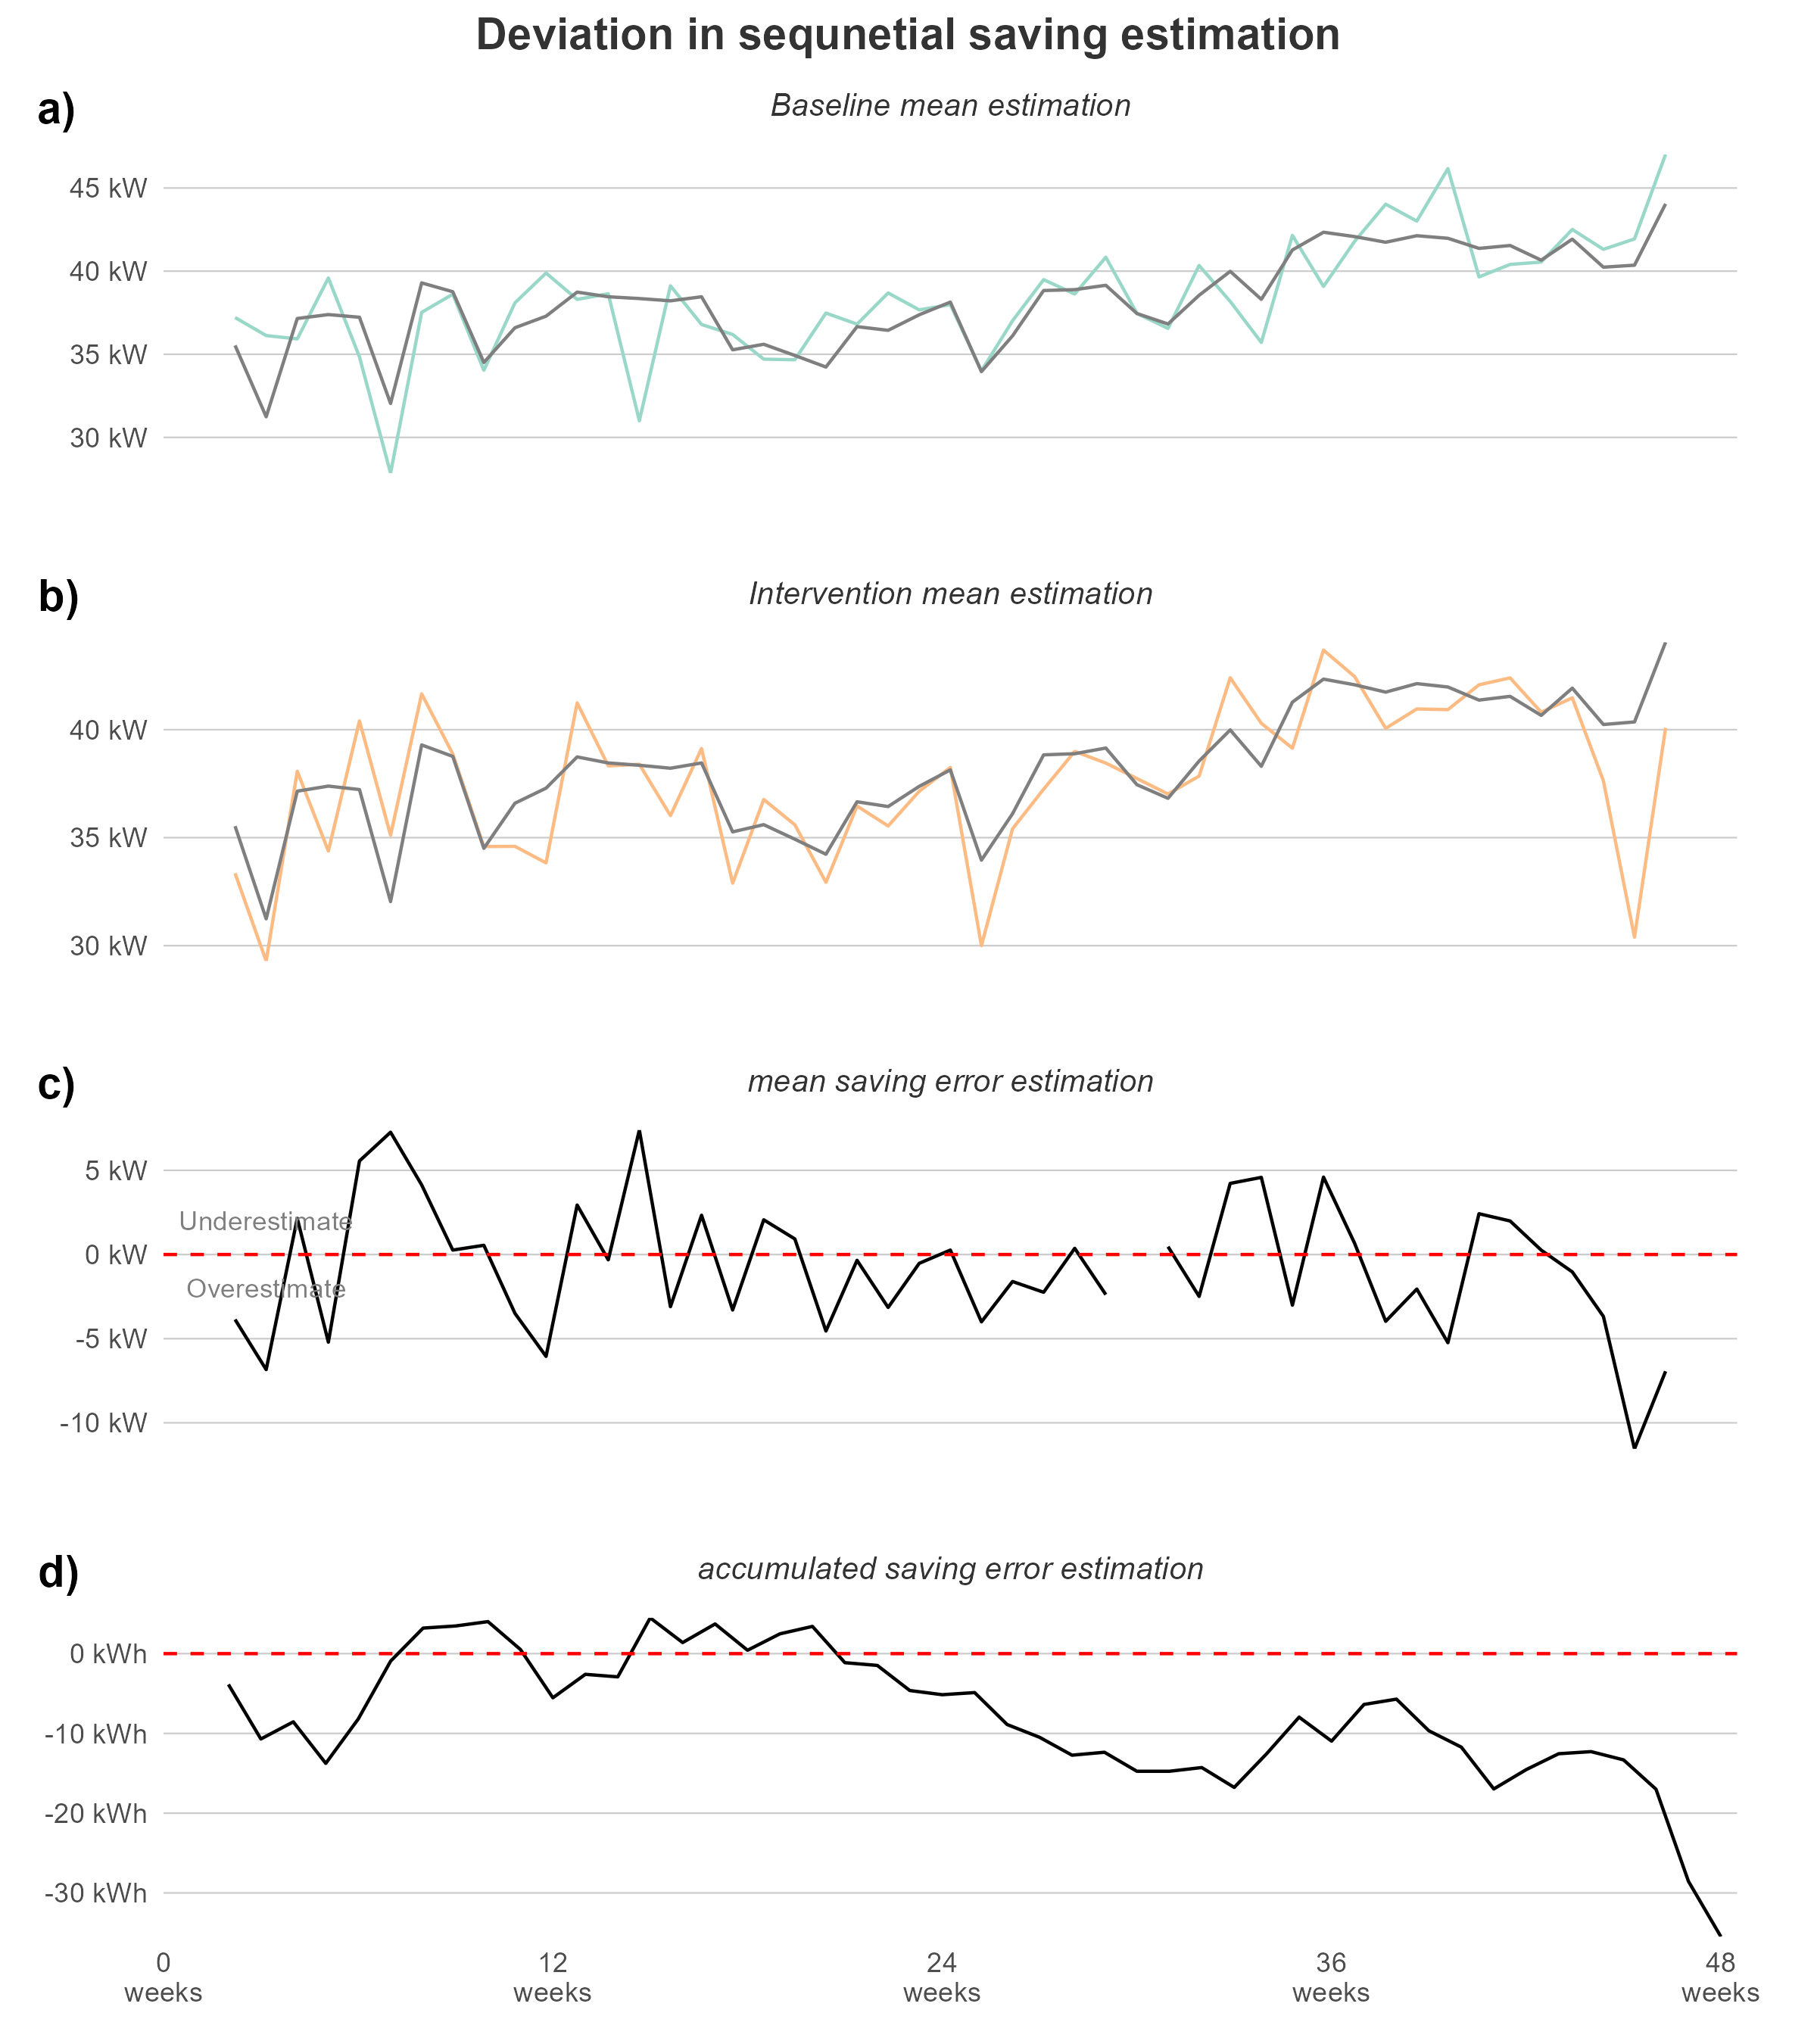 Deviation in sequnetial saving estimation
a)
Baseline mean estimation
45 kW
40 kW
35 kW
30 kW
b)
Intervention mean estimation
40 kW
35 kW
30 kW
c)
mean saving error estimation
5 kW
Underestimate
0 kW
Overestimate
-5 kW
-10 kW
d)
accumulated saving error estimation
0 kWh
-10 kWh
-20 kWh
-30 kWh
0 12 24 36 48
weeks weeks weeks weeks weeks